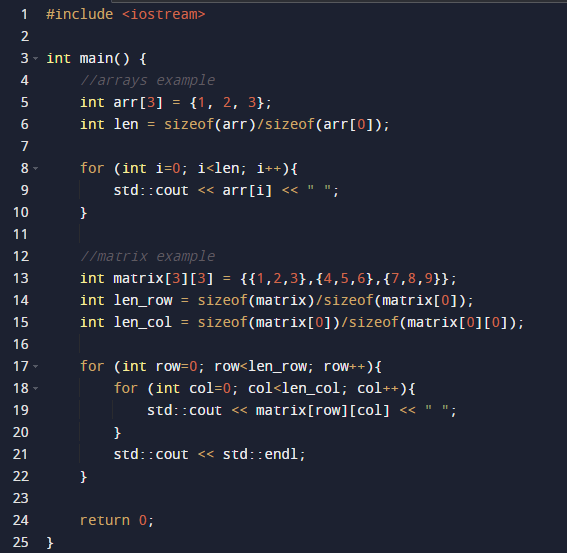 1 #include <iostream>
2
3 int main() {
4     //arrays example
5     int arr[3] = {1, 2, 3};
6     int len = sizeof(arr)/sizeof(arr[0]);
7
8     for (int i=0; i<len; i++){
9         std::cout << arr[i] << " ";
10     }
11
12     //matrix example
13     int matrix[3][3] = {{1,2,3},{4,5,6},{7,8,9}};
14     int len_row = sizeof(matrix)/sizeof(matrix[0]);
15     int len_col = sizeof(matrix[0])/sizeof(matrix[0][0]);
16
17     for (int row=0; row<len_row; row++){
18         for (int col=0; col<len_col; col++){
19             std::cout << matrix[row][col] << " ";
20         }
21         std::cout << std::endl;
22     }
23
24     return 0;
25 }